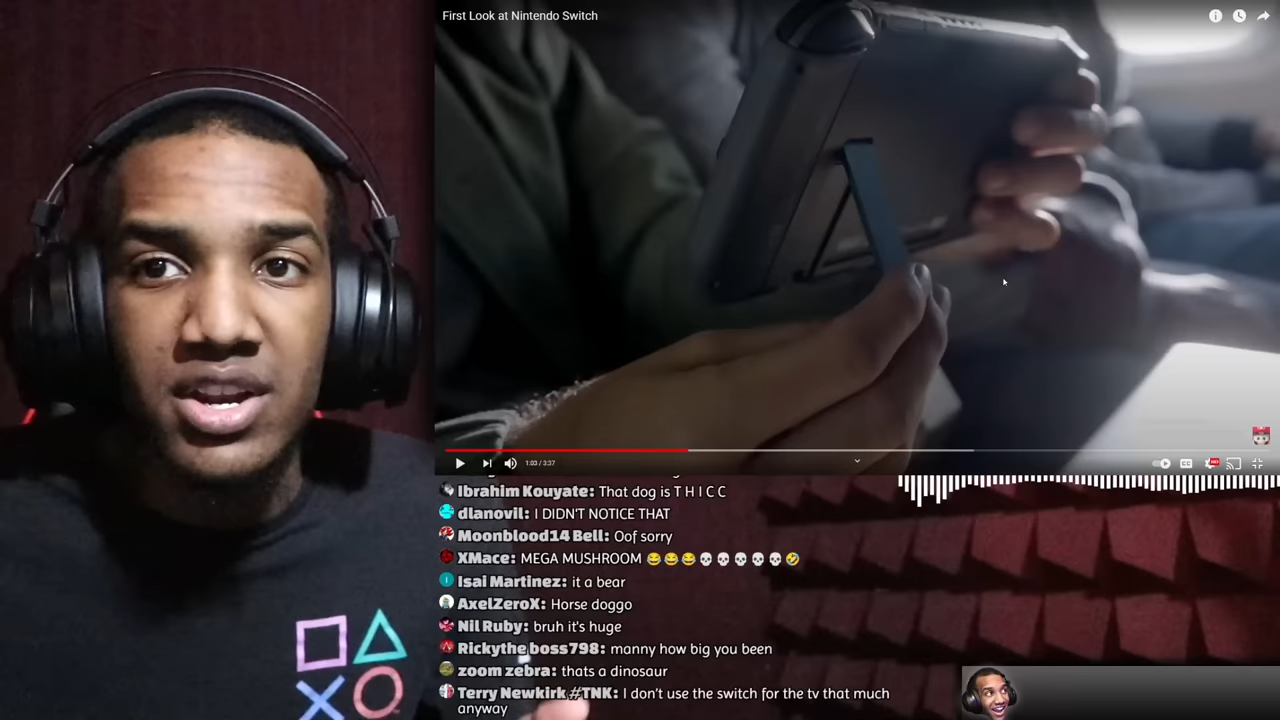 First Look at Nintendo Switch
1:03 / 3:37
CC
HD
Ibrahim Kouyate: That dog is T H I C C
dlanovil: I DIDN'T NOTICE THAT
Moonblood14 Bell: Oof sorry
XMace: MEGA MUSHROOM 😂😂😂💀💀💀💀💀🤣
Isai Martinez: it a bear
AxelZeroX: Horse doggo
Nil Ruby: bruh it's huge
Rickythe boss798: manny how big you been
zoom zebra: thats a dinosaur
Terry Newkirk #TNK: I don't use the switch for the tv that much
anyway